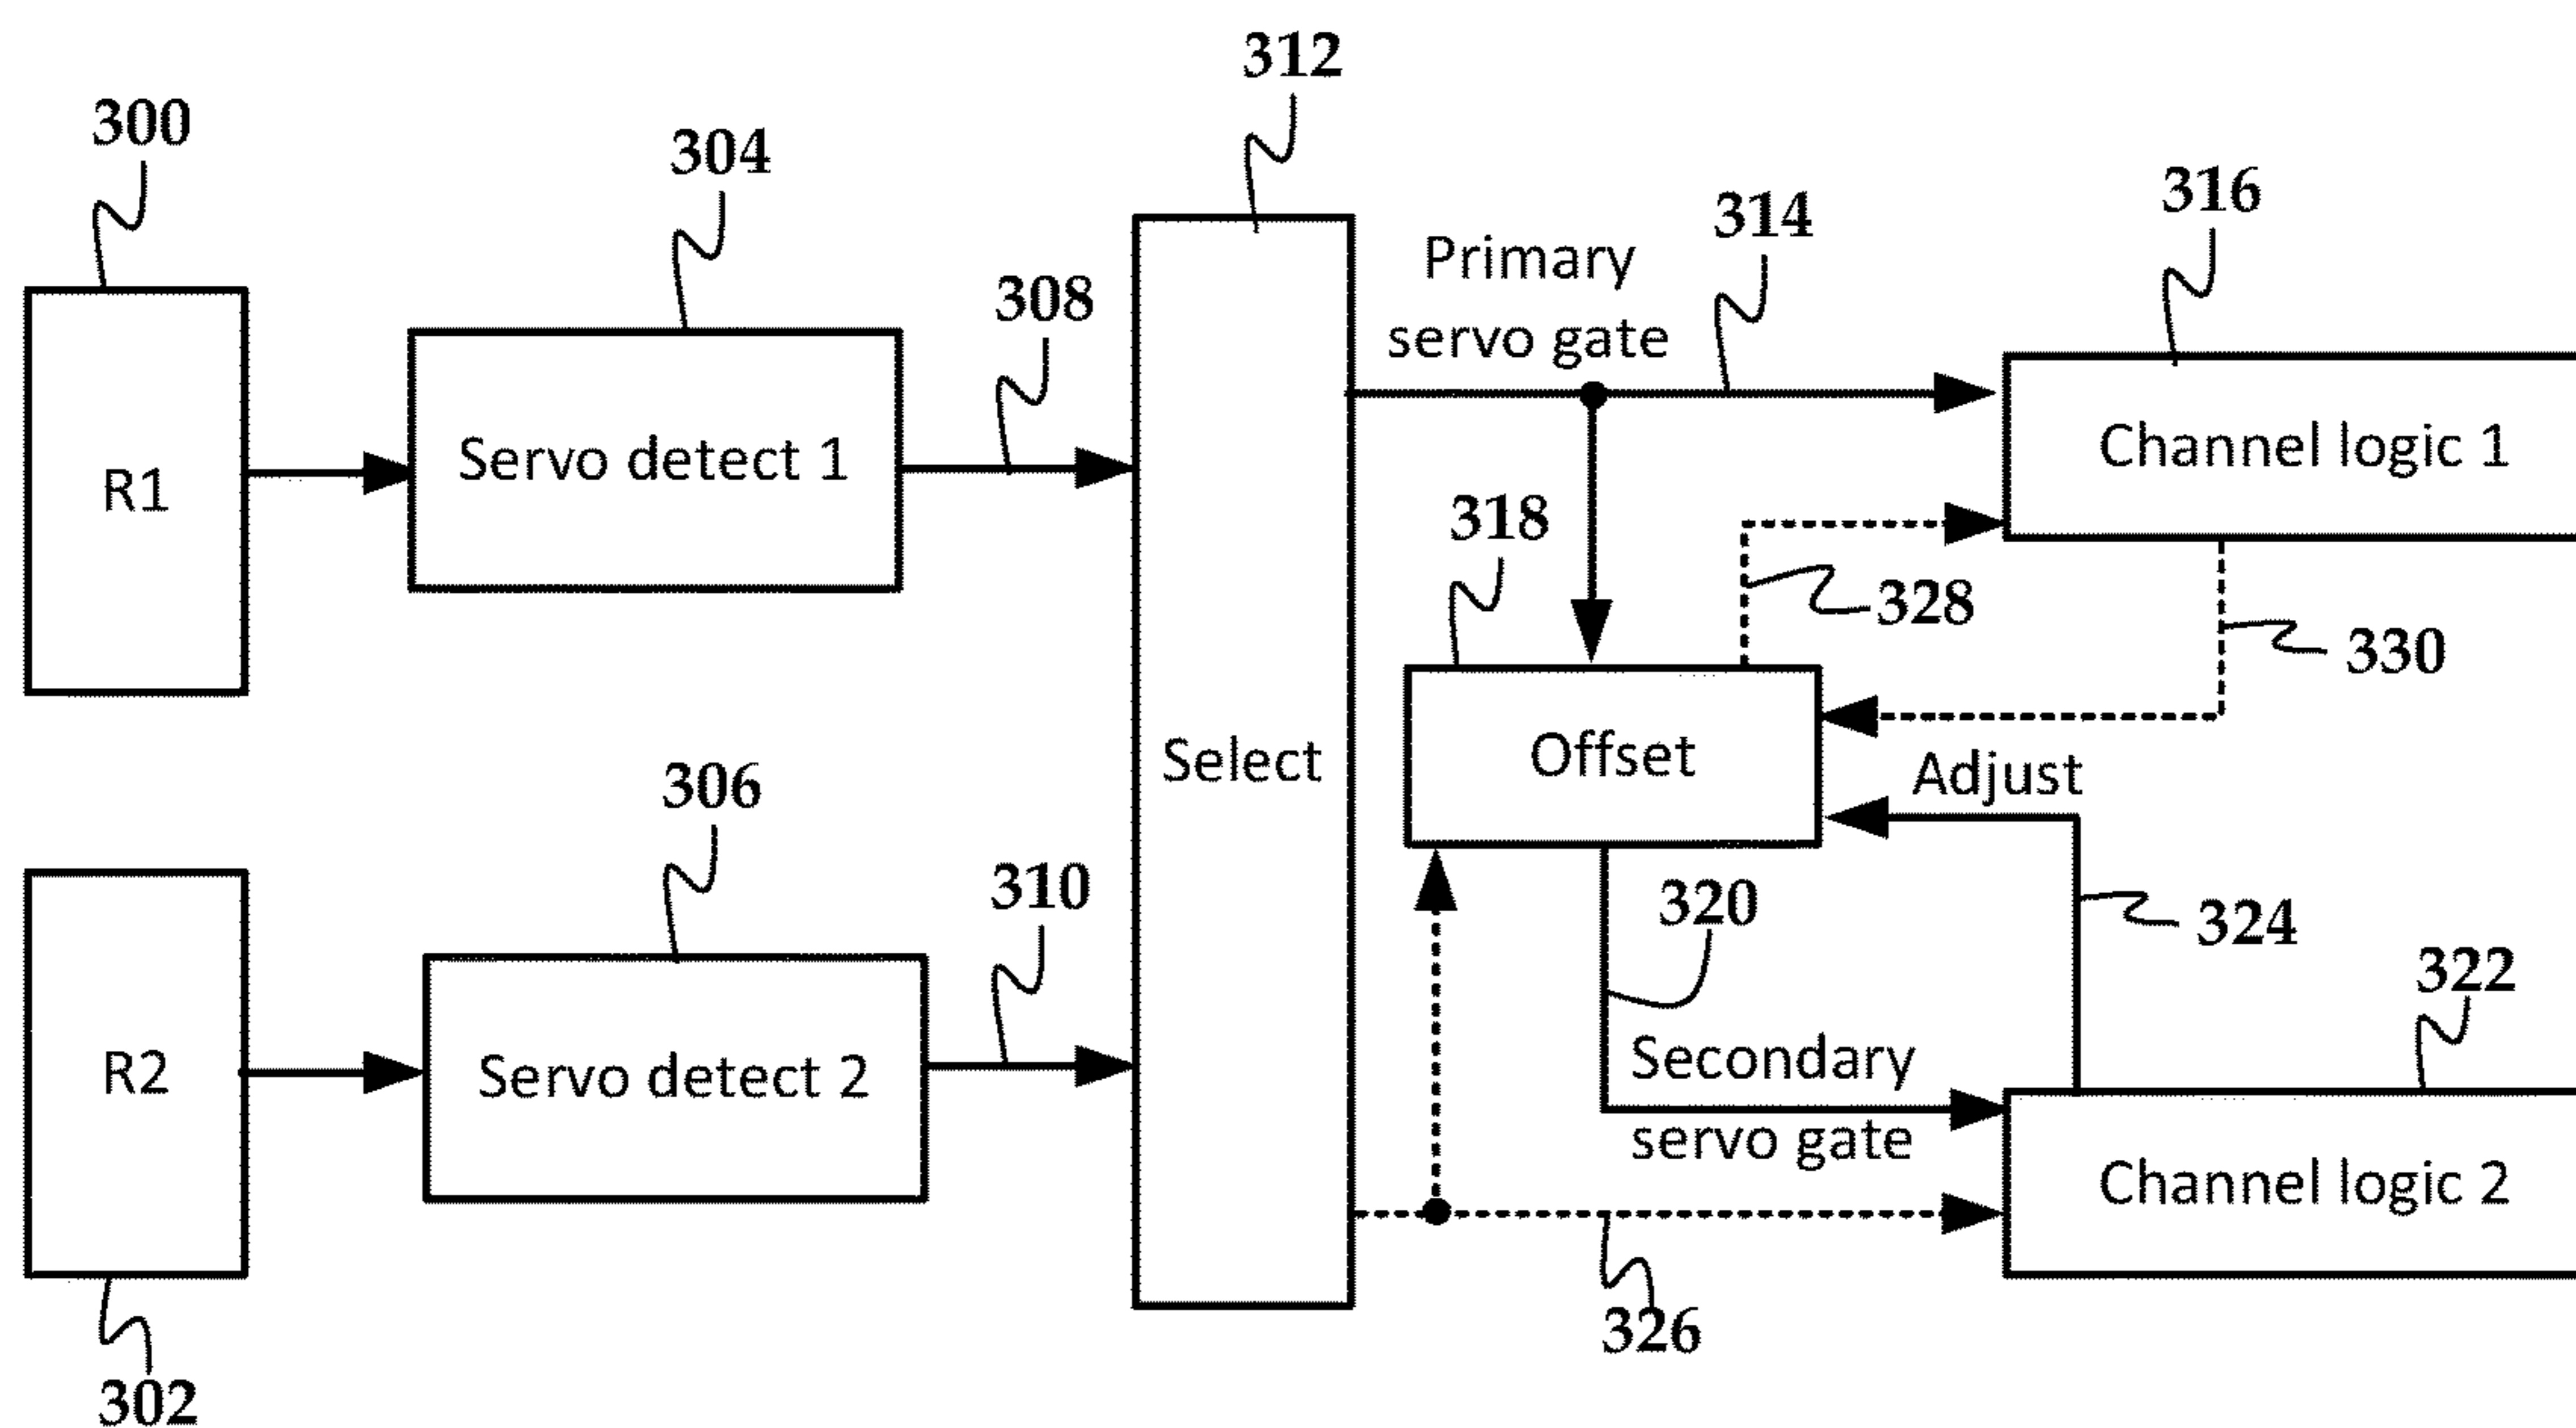 312
300
304
316
314
Primary
servo gate
308
R1
Servo detect 1
Channel logic 1
318
328
330
Select
Offset
Adjust
306
310
320
324
322
R2
Servo detect 2
Secondary
servo gate
Channel logic 2
326
302